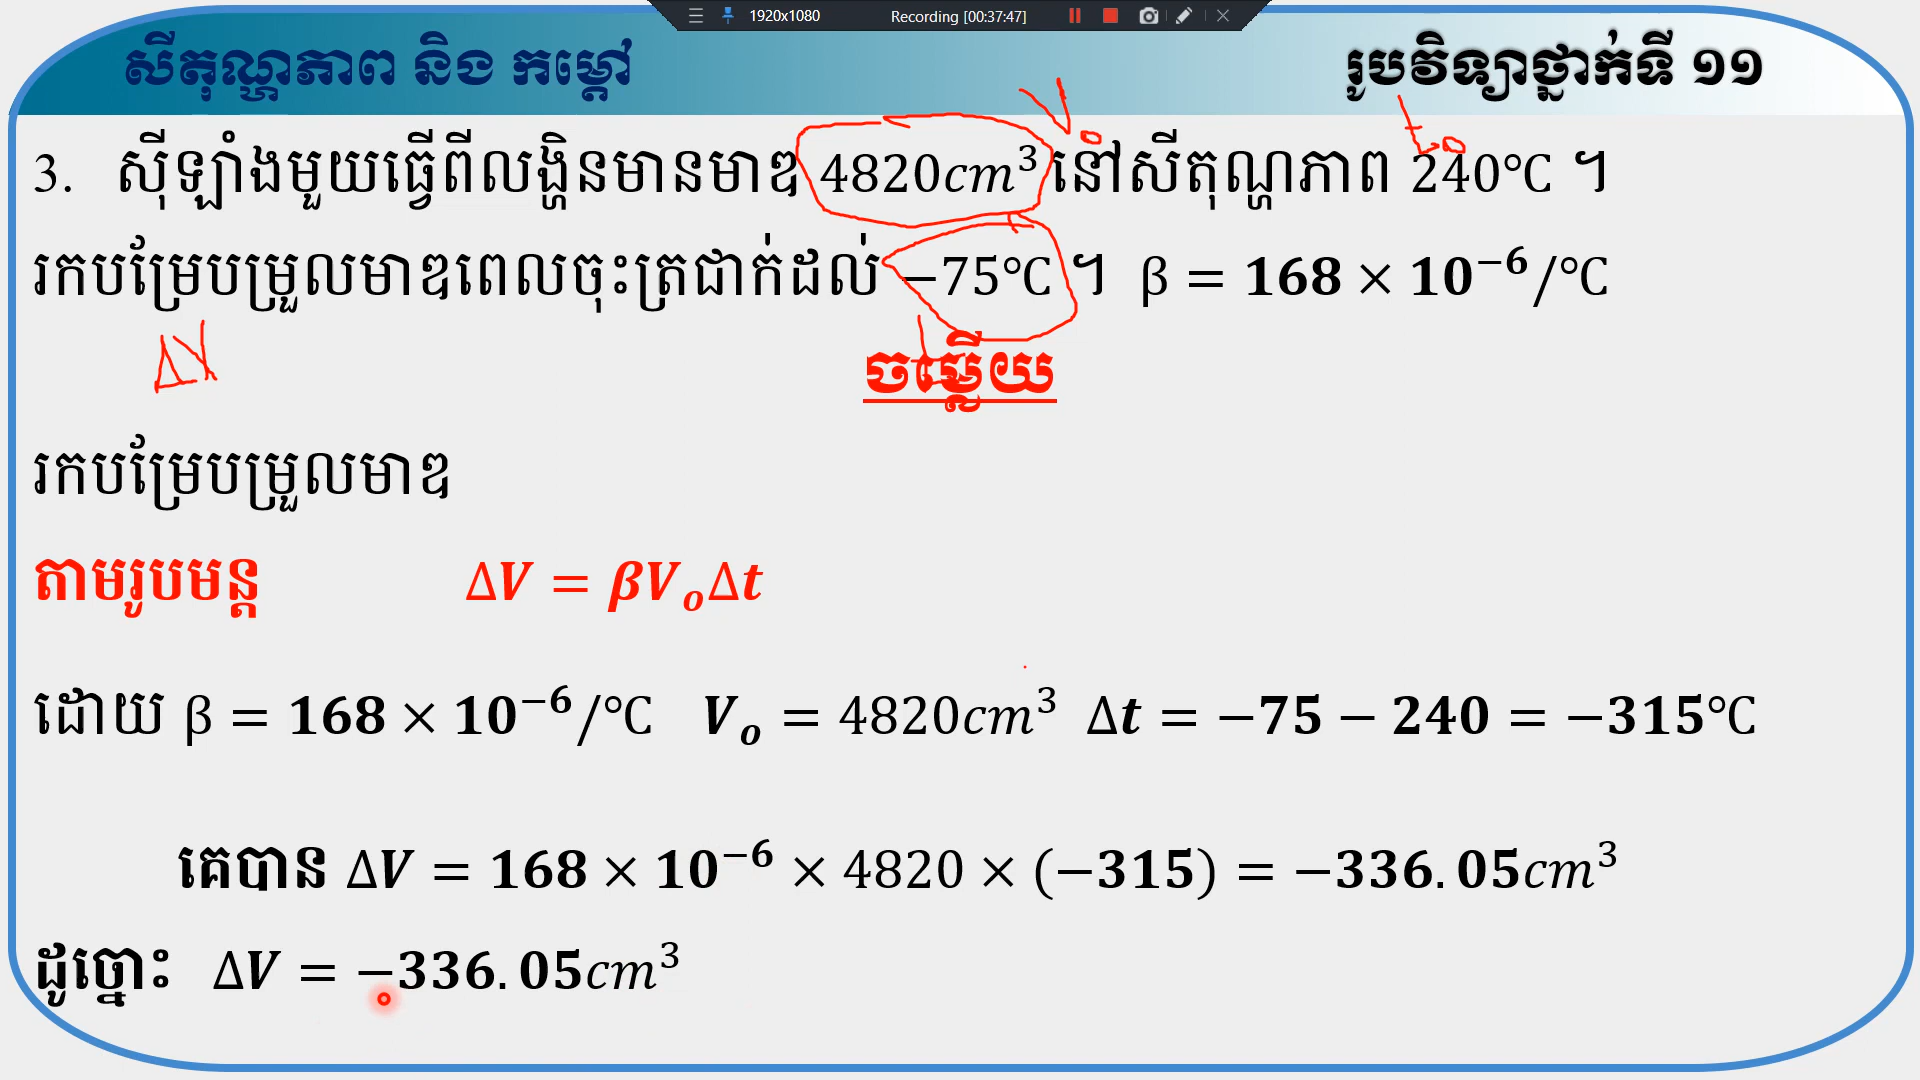 1920x1080 Recording [00:37:47]
សីតុណ្ហភាព និង កម្ដៅ
រូបវិទ្យាថ្នាក់ទី ១១
V₀ t₀
3. ស៊ីឡាំងមួយធ្វើពីលង្ហិនមានមាឌ 4820cm³ នៅសីតុណ្ហភាព 240℃ ។
រកបម្រែបម្រួលមាឌពេលចុះត្រជាក់ដល់ −75℃ ។ β = 168 × 10⁻⁶/℃
ΔV
ចម្លើយ
រកបម្រែបម្រួលមាឌ
តាមរូបមន្ត ΔV = βVₒΔt
ដោយ β = 168 × 10⁻⁶/℃ Vₒ = 4820cm³ Δt = −75 − 240 = −315℃
គេបាន ΔV = 168 × 10⁻⁶ × 4820 × (−315) = −336.05cm³
ដូច្នោះ ΔV = −336.05cm³